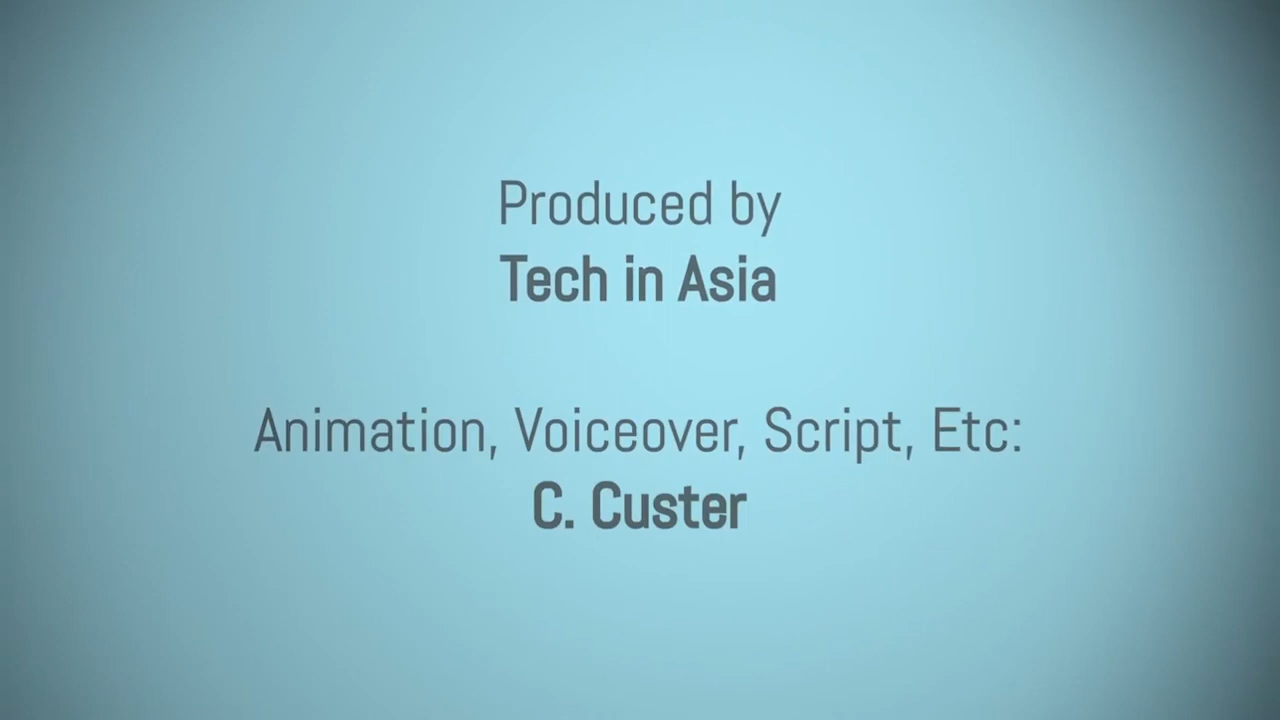 Produced by
Tech in Asia
Animation, Voiceover, Script, Etc:
C. Custer